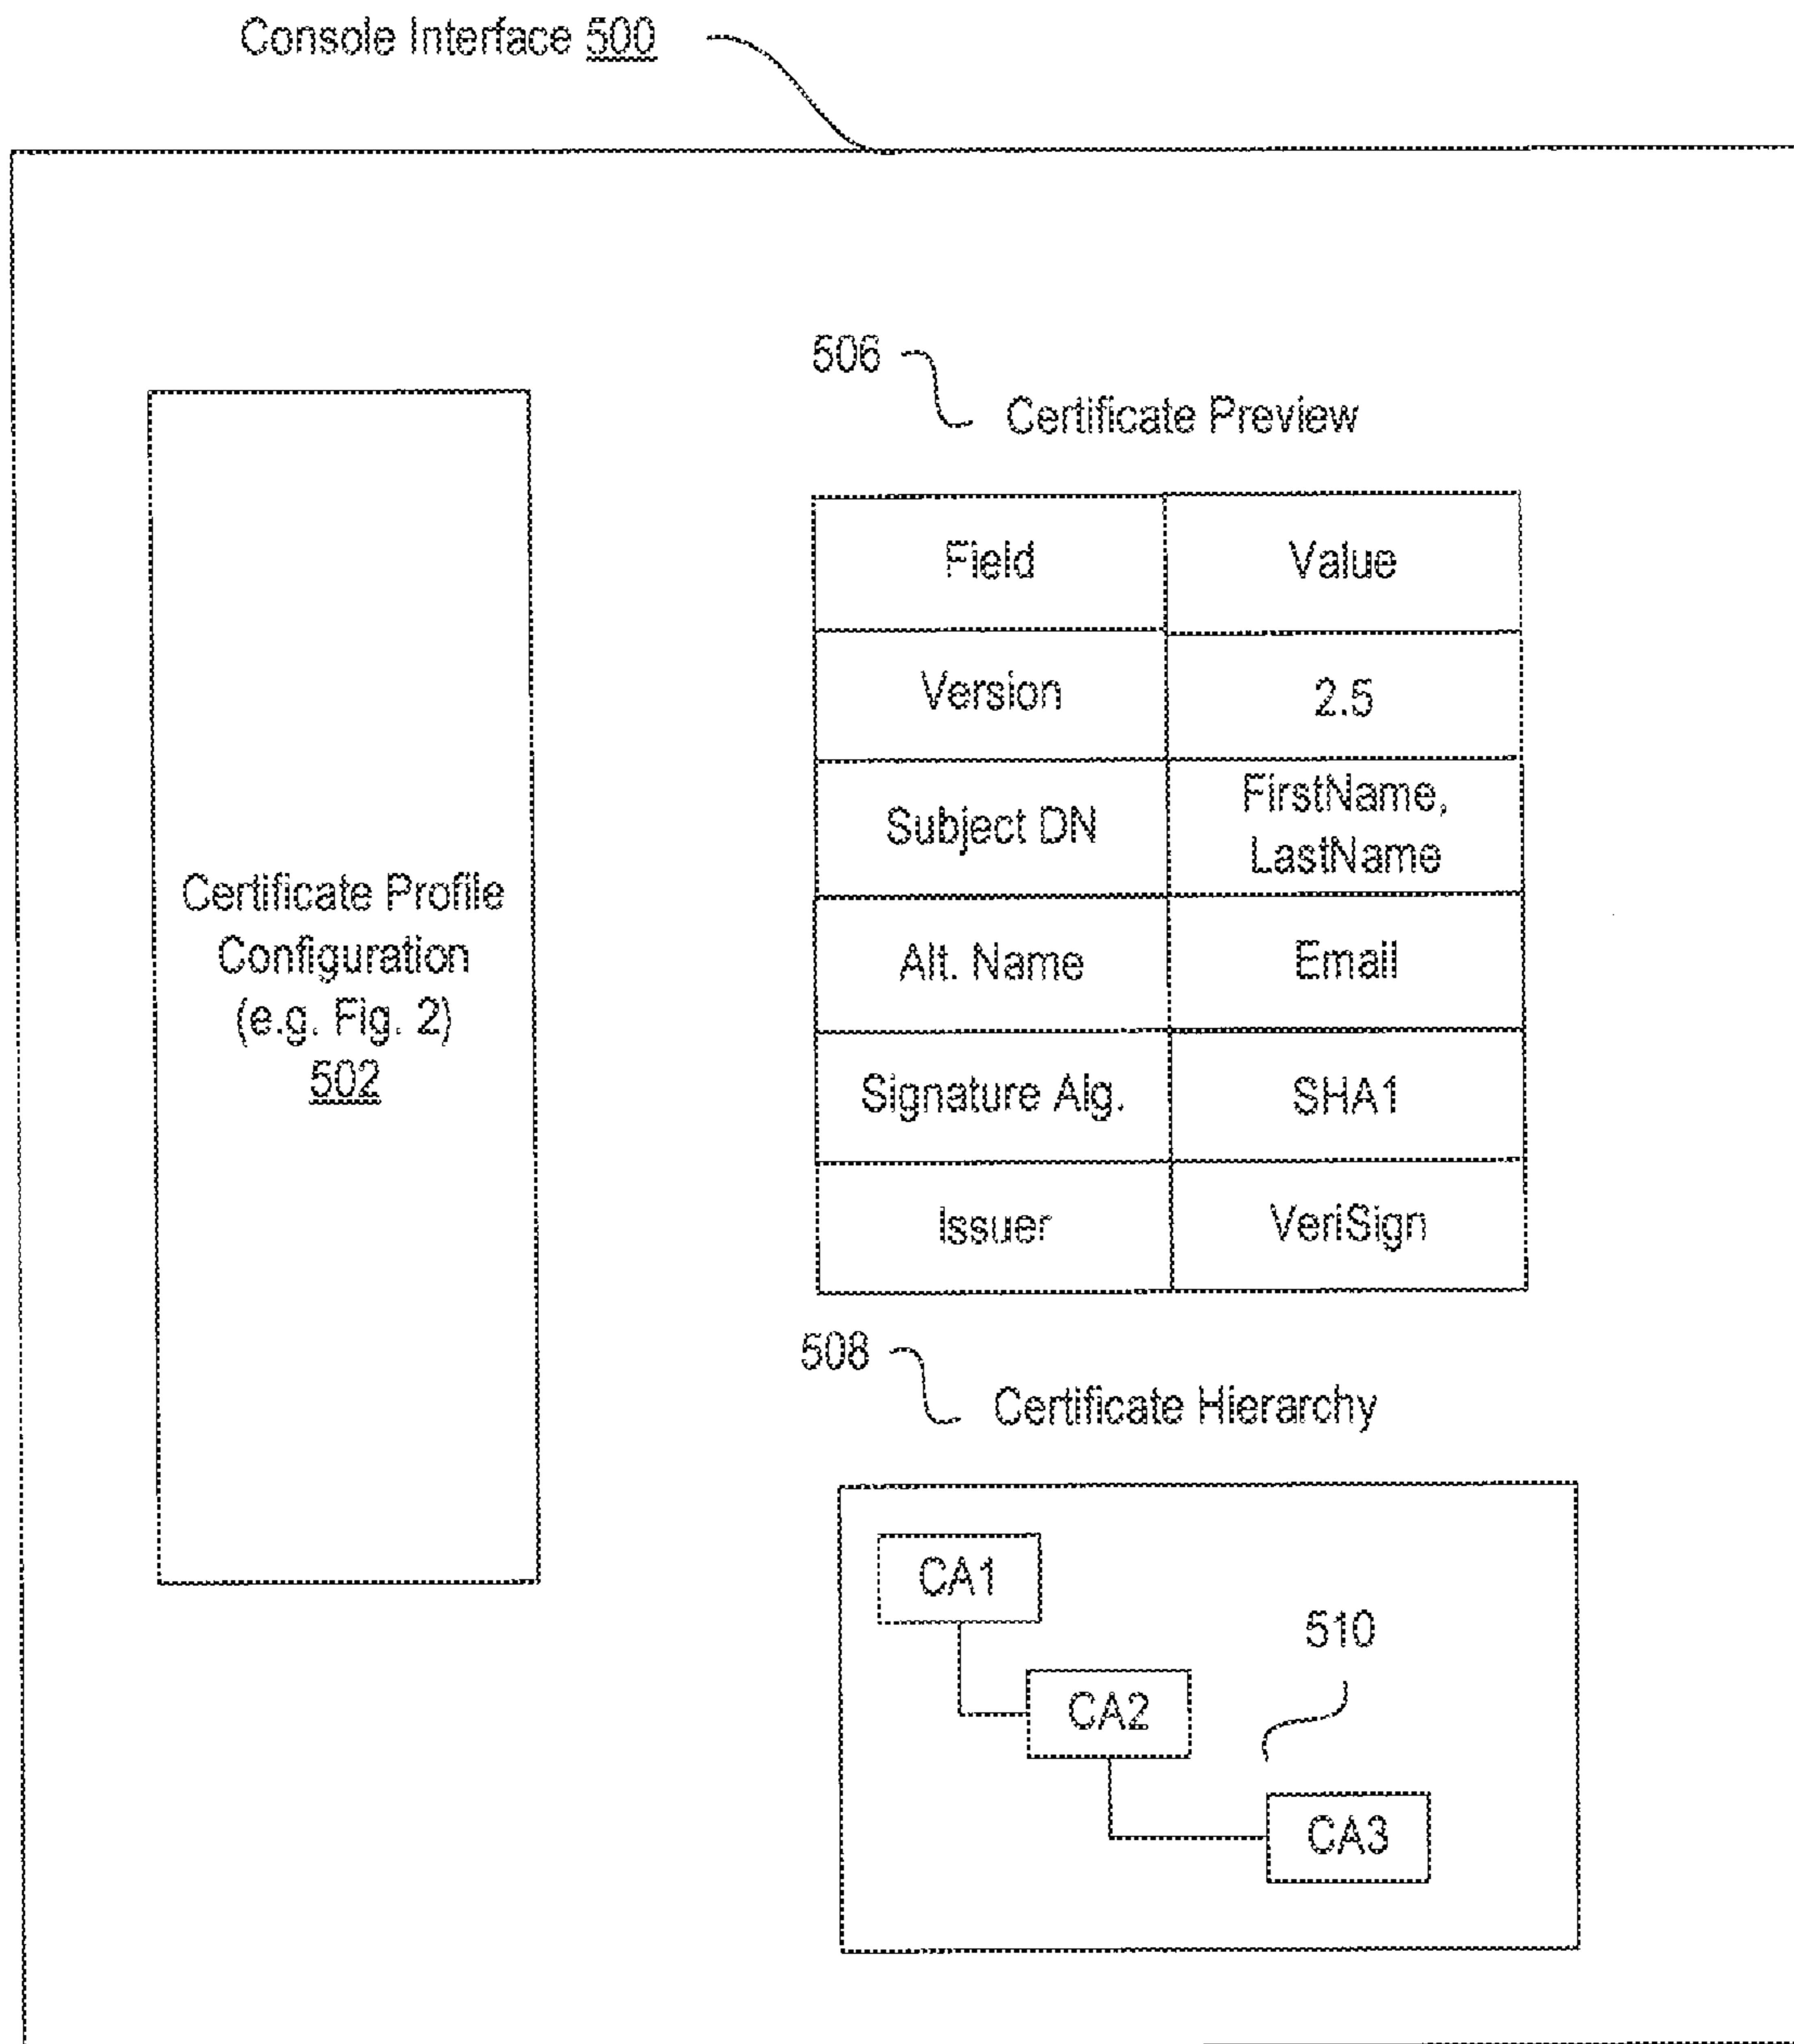 Console Interface 500
506
Certificate Preview
Field Value
Version 2.5
Subject DN FirstName,
LastName
Alt. Name Email
Signature Alg. SHA1
Issuer VeriSign
Certificate Profile
Configuration
(e.g. Fig. 2)
502
508
Certificate Hierarchy
CA1
510
CA2
CA3